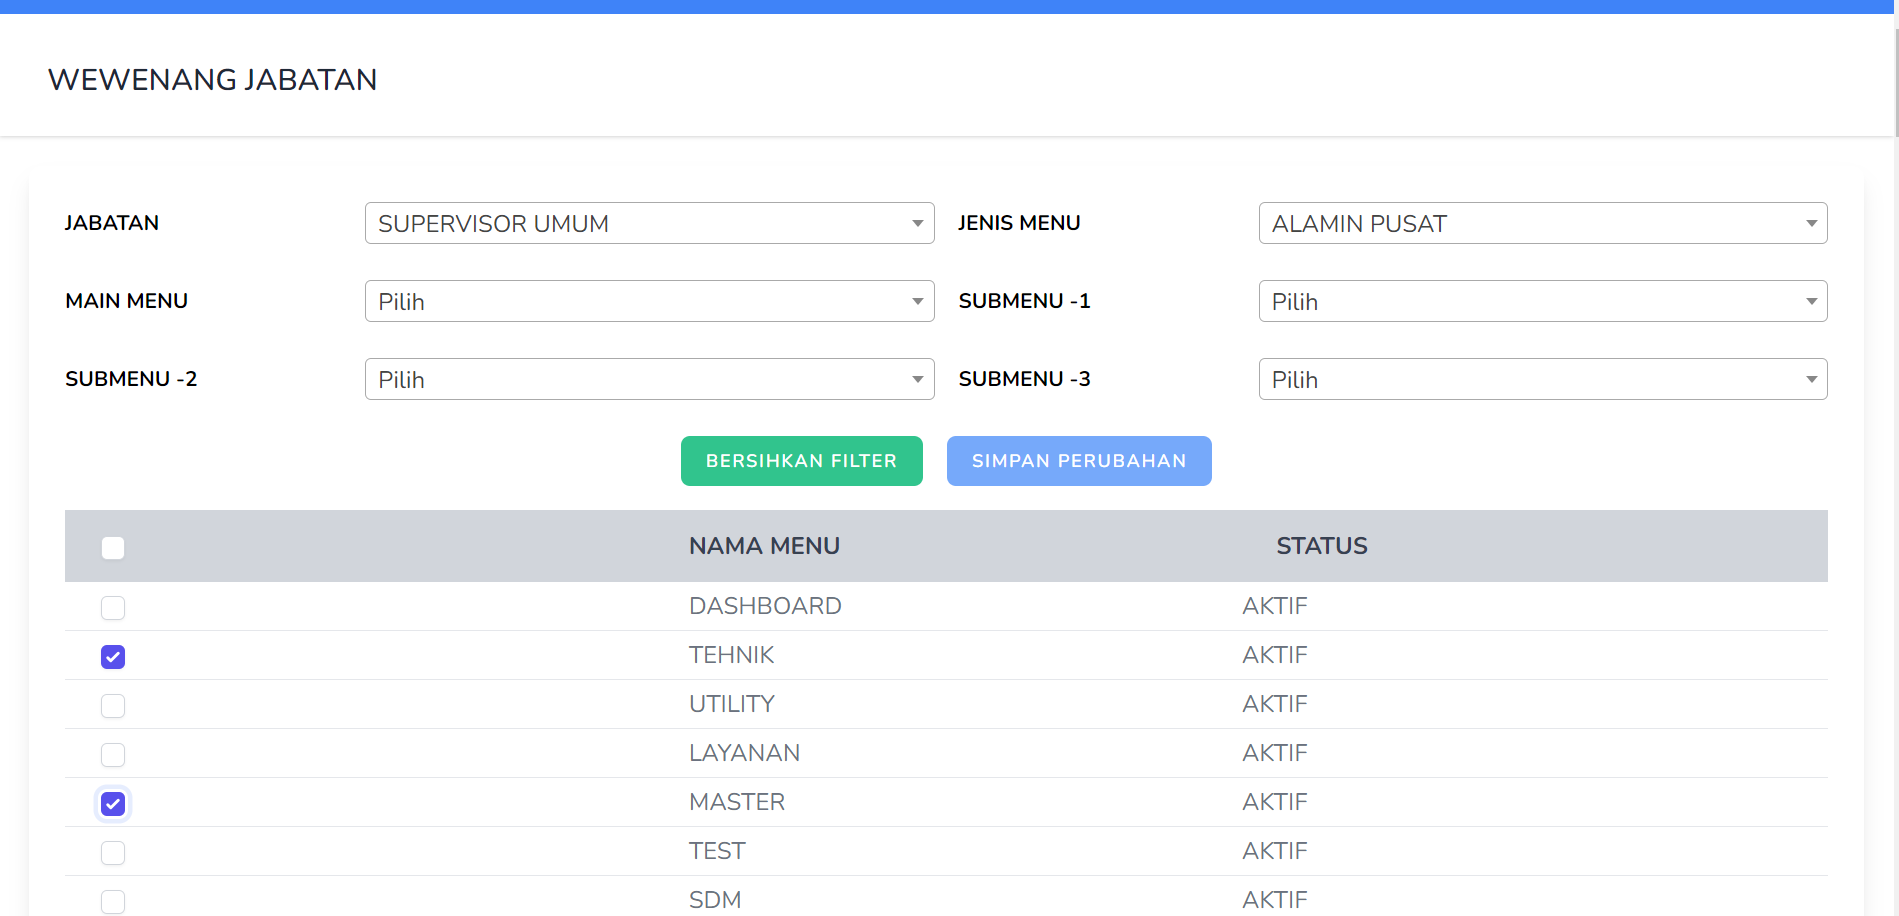 WEWENANG JABATAN
JABATAN SUPERVISOR UMUM JENIS MENU ALAMIN PUSAT
MAIN MENU Pilih SUBMENU -1 Pilih
SUBMENU -2 Pilih SUBMENU -3 Pilih
BERSIHKAN FILTER SIMPAN PERUBAHAN
NAMA MENU STATUS
DASHBOARD AKTIF
TEHNIK AKTIF
UTILITY AKTIF
LAYANAN AKTIF
MASTER AKTIF
TEST AKTIF
SDM AKTIF